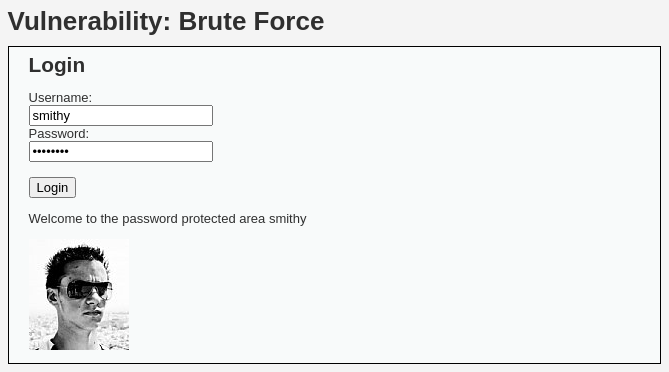 Vulnerability: Brute Force
Login
Username:
smithy
Password:
••••••••
Login
Welcome to the password protected area smithy